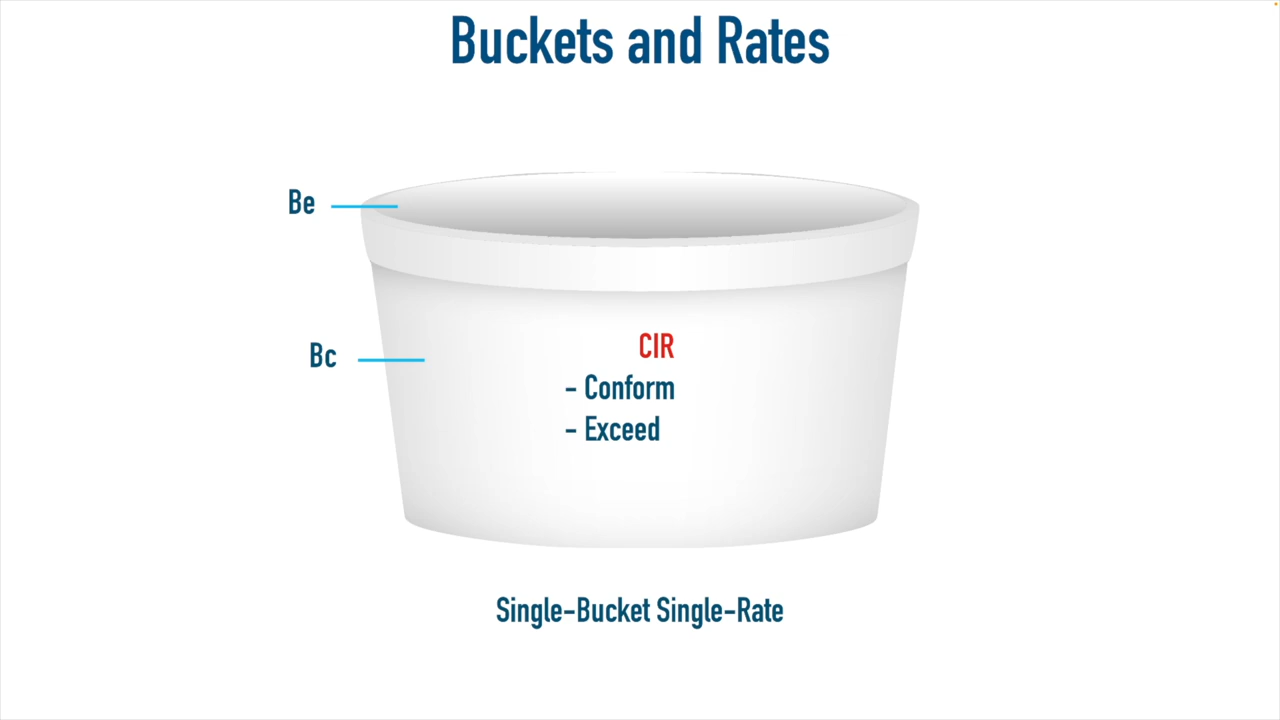 Buckets and Rates
Be
Bc
CIR
- Conform
- Exceed
Single-Bucket Single-Rate